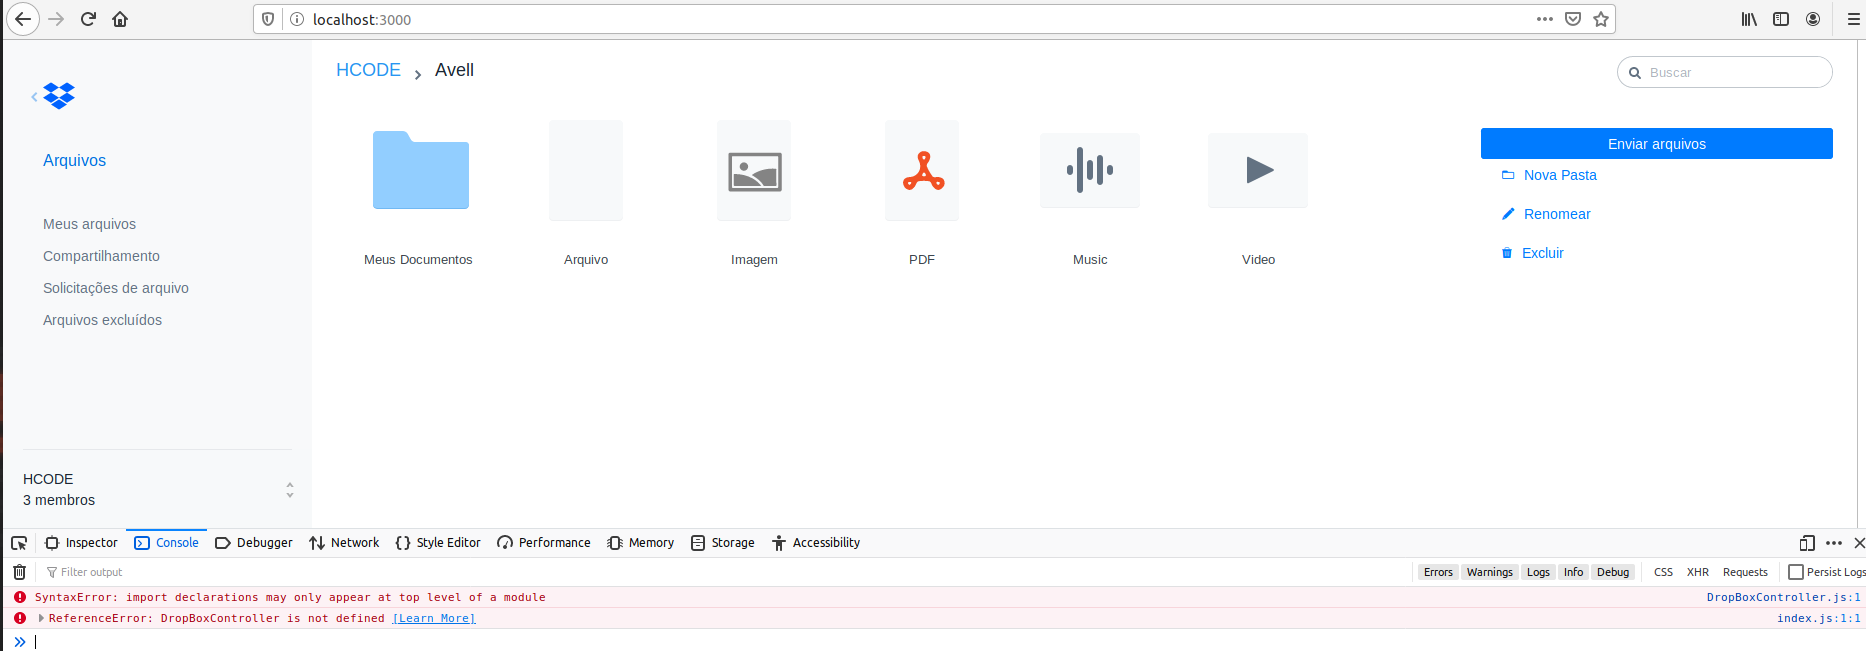 localhost:3000
HCODE > Avell
Buscar
Arquivos
Meus arquivos
Compartilhamento
Solicitações de arquivo
Arquivos excluídos
HCODE
3 membros
Meus Documentos
Arquivo
Imagem
PDF
Music
Video
Enviar arquivos
Nova Pasta
Renomear
Excluir
Inspector Console Debugger Network Style Editor Performance Memory Storage Accessibility
Filter output Errors Warnings Logs Info Debug CSS XHR Requests Persist Logs
SyntaxError: import declarations may only appear at top level of a module DropBoxController.js:1
ReferenceError: DropBoxController is not defined [Learn More] index.js:1:1